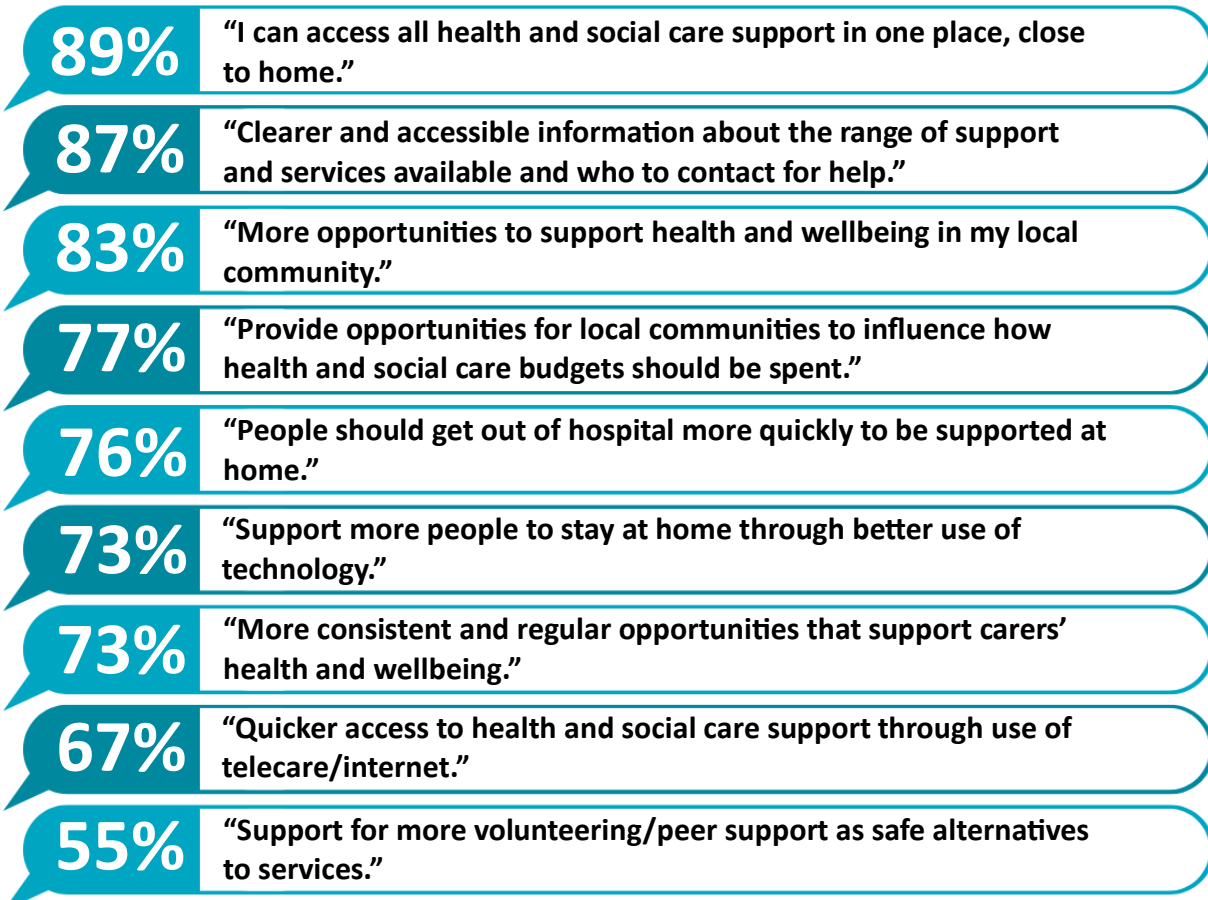 89%
“I can access all health and social care support in one place, close
to home.”
87%
“Clearer and accessible information about the range of support
and services available and who to contact for help.”
83%
“More opportunities to support health and wellbeing in my local
community.”
77%
“Provide opportunities for local communities to influence how
health and social care budgets should be spent.”
76%
“People should get out of hospital more quickly to be supported at
home.”
73%
“Support more people to stay at home through better use of
technology.”
73%
“More consistent and regular opportunities that support carers’
health and wellbeing.”
67%
“Quicker access to health and social care support through use of
telecare/internet.”
55%
“Support for more volunteering/peer support as safe alternatives
to services.”